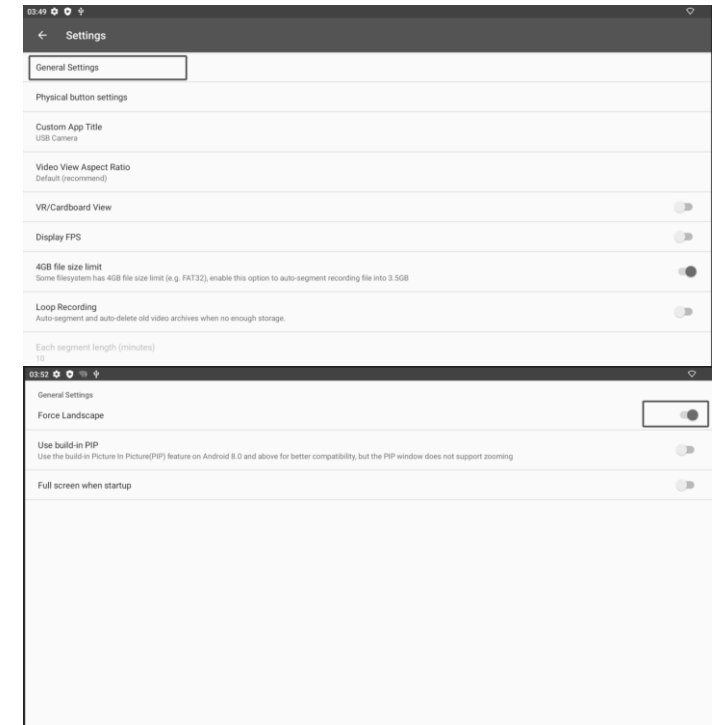 03:49
Settings
General Settings
Physical button settings
Custom App Title
USB Camera
Video View Aspect Ratio
Default (recommend)
VR/Cardboard View
Display FPS
4GB file size limit
Some filesystem has 4GB file size limit (e.g. FAT32), enable this option to auto-segment recording file into 3.5GB
Loop Recording
Auto-segment and auto-delete old video archives when no enough storage.
Each segment length (minutes)
10
03:52
General Settings
Force Landscape
Use build-in PIP
Use the build-in Picture In Picture(PIP) feature on Android 8.0 and above for better compatibility, but the PIP window does not support zooming
Full screen when startup